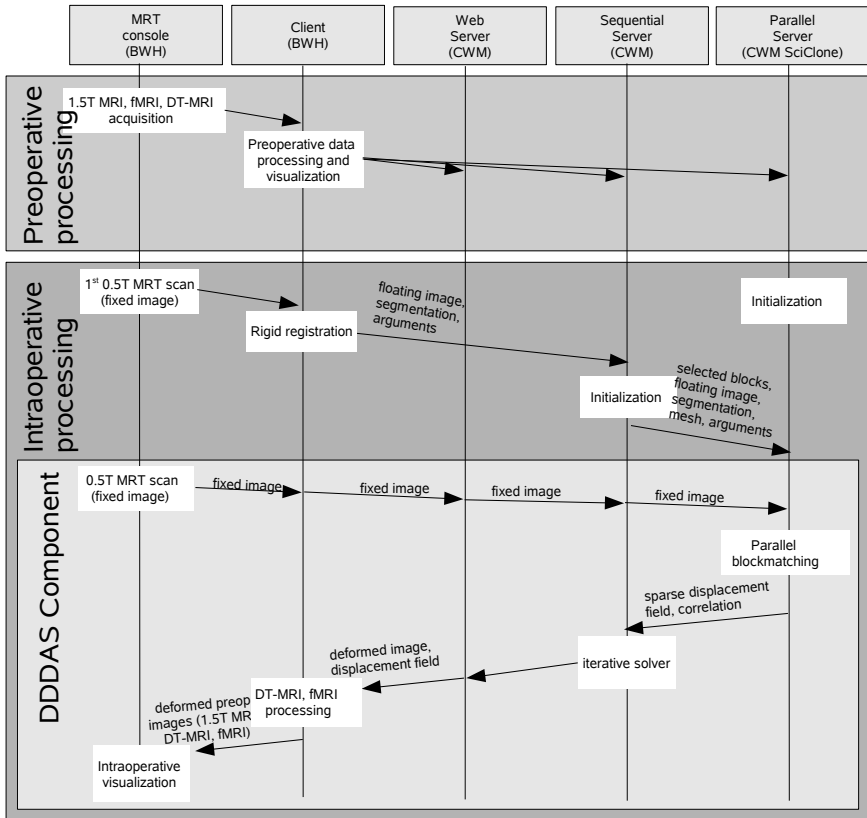 MRT
console
(BWH)
Client
(BWH)
Web
Server
(CWM)
Sequential
Server
(CWM)
Parallel
Server
(CWM SciClone)
Preoperative
processing
1.5T MRI, fMRI, DT-MRI
acquisition
Preoperative data
processing and
visualization
Intraoperative
processing
1st 0.5T MRT scan
(fixed image)
Rigid registration
floating image,
segmentation,
arguments
Initialization
Initialization
selected blocks,
floating image,
segmentation,
mesh, arguments
DDDAS Component
0.5T MRT scan
(fixed image)
fixed image
fixed image
fixed image
fixed image
Parallel
blockmatching
sparse displacement
field, correlation
iterative solver
deformed image,
displacement field
DT-MRI, fMRI
processing
deformed preop
images (1.5T MR
DT-MRI, fMRI)
Intraoperative
visualization